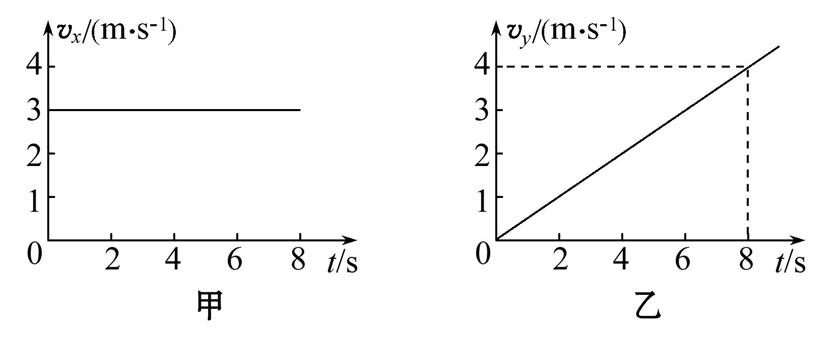 vₓ/(m·s⁻¹)
4
3
2
1
0
2 4 6 8 t/s
甲
v_y/(m·s⁻¹)
4
3
2
1
0
2 4 6 8 t/s
乙